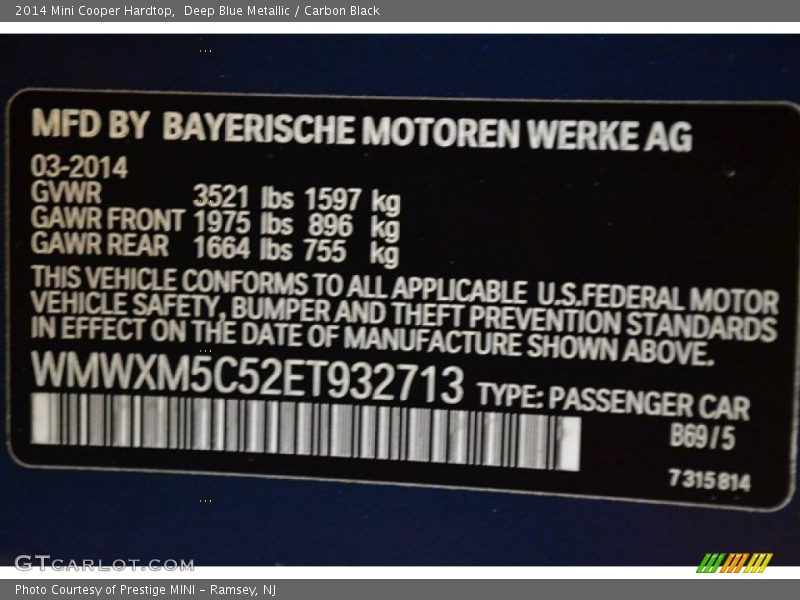 2014 Mini Cooper Hardtop,  Deep Blue Metallic / Carbon Black
MFD BY BAYERISCHE MOTOREN WERKE AG
03-2014
GVWR 3521 lbs 1597 kg
GAWR FRONT 1975 lbs 896 kg
GAWR REAR 1664 lbs 755 kg
THIS VEHICLE CONFORMS TO ALL APPLICABLE U.S.FEDERAL MOTOR
VEHICLE SAFETY, BUMPER AND THEFT PREVENTION STANDARDS
IN EFFECT ON THE DATE OF MANUFACTURE SHOWN ABOVE.
WMWXM5C52ET932713 TYPE: PASSENGER CAR
B69/5
7315814
GTCARLOT.COM
Photo Courtesy of Prestige MINI - Ramsey, NJ